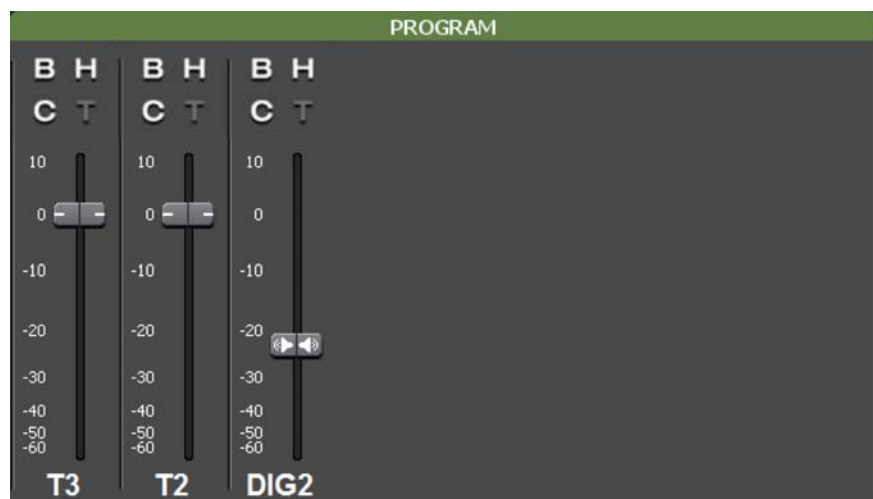 PROGRAM
B H B H B H
C T C T C T
10 10 10
0 0 0
-10 -10 -10
-20 -20 -20
-30 -30 -30
-40 -40 -40
-50 -50 -50
-60 -60 -60
T3 T2 DIG2